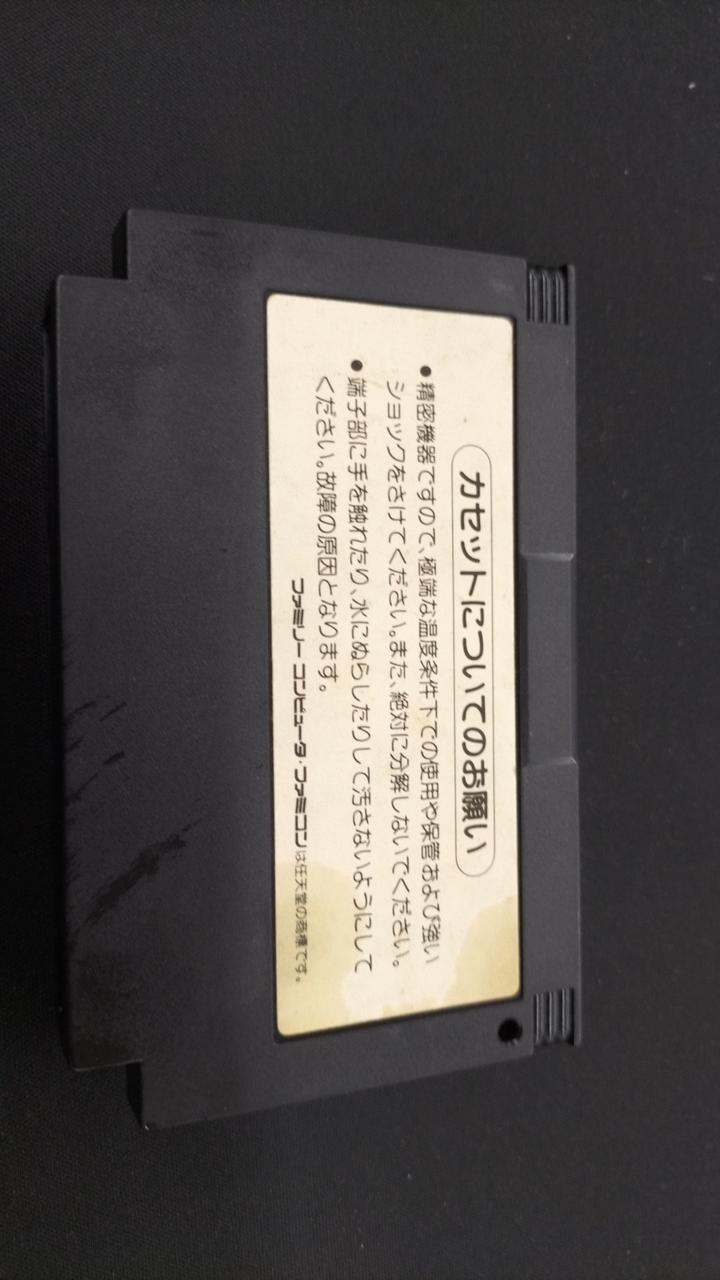 カセットについてのお願い
●精密機器ですので、極端な温度条件下での使用や保管および強い
ショックをさけてください。また、絶対に分解しないでください。
●端子部に手を触れたり、水にぬらしたりして汚さないようにして
ください。故障の原因となります。
ファミリー コンピュータ・ファミコンは任天堂の商標です。